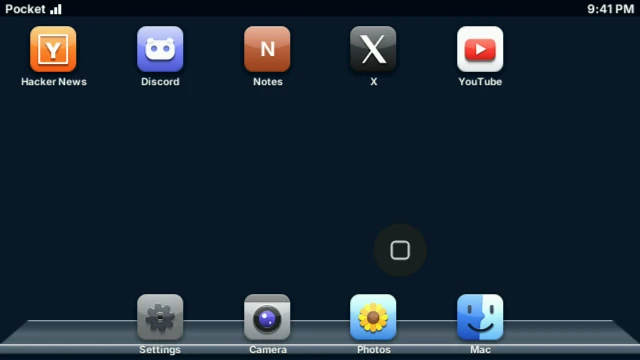 Pocket
9:41 PM
Y
N
X
Hacker News
Discord
Notes
X
YouTube
Settings
Camera
Photos
Mac